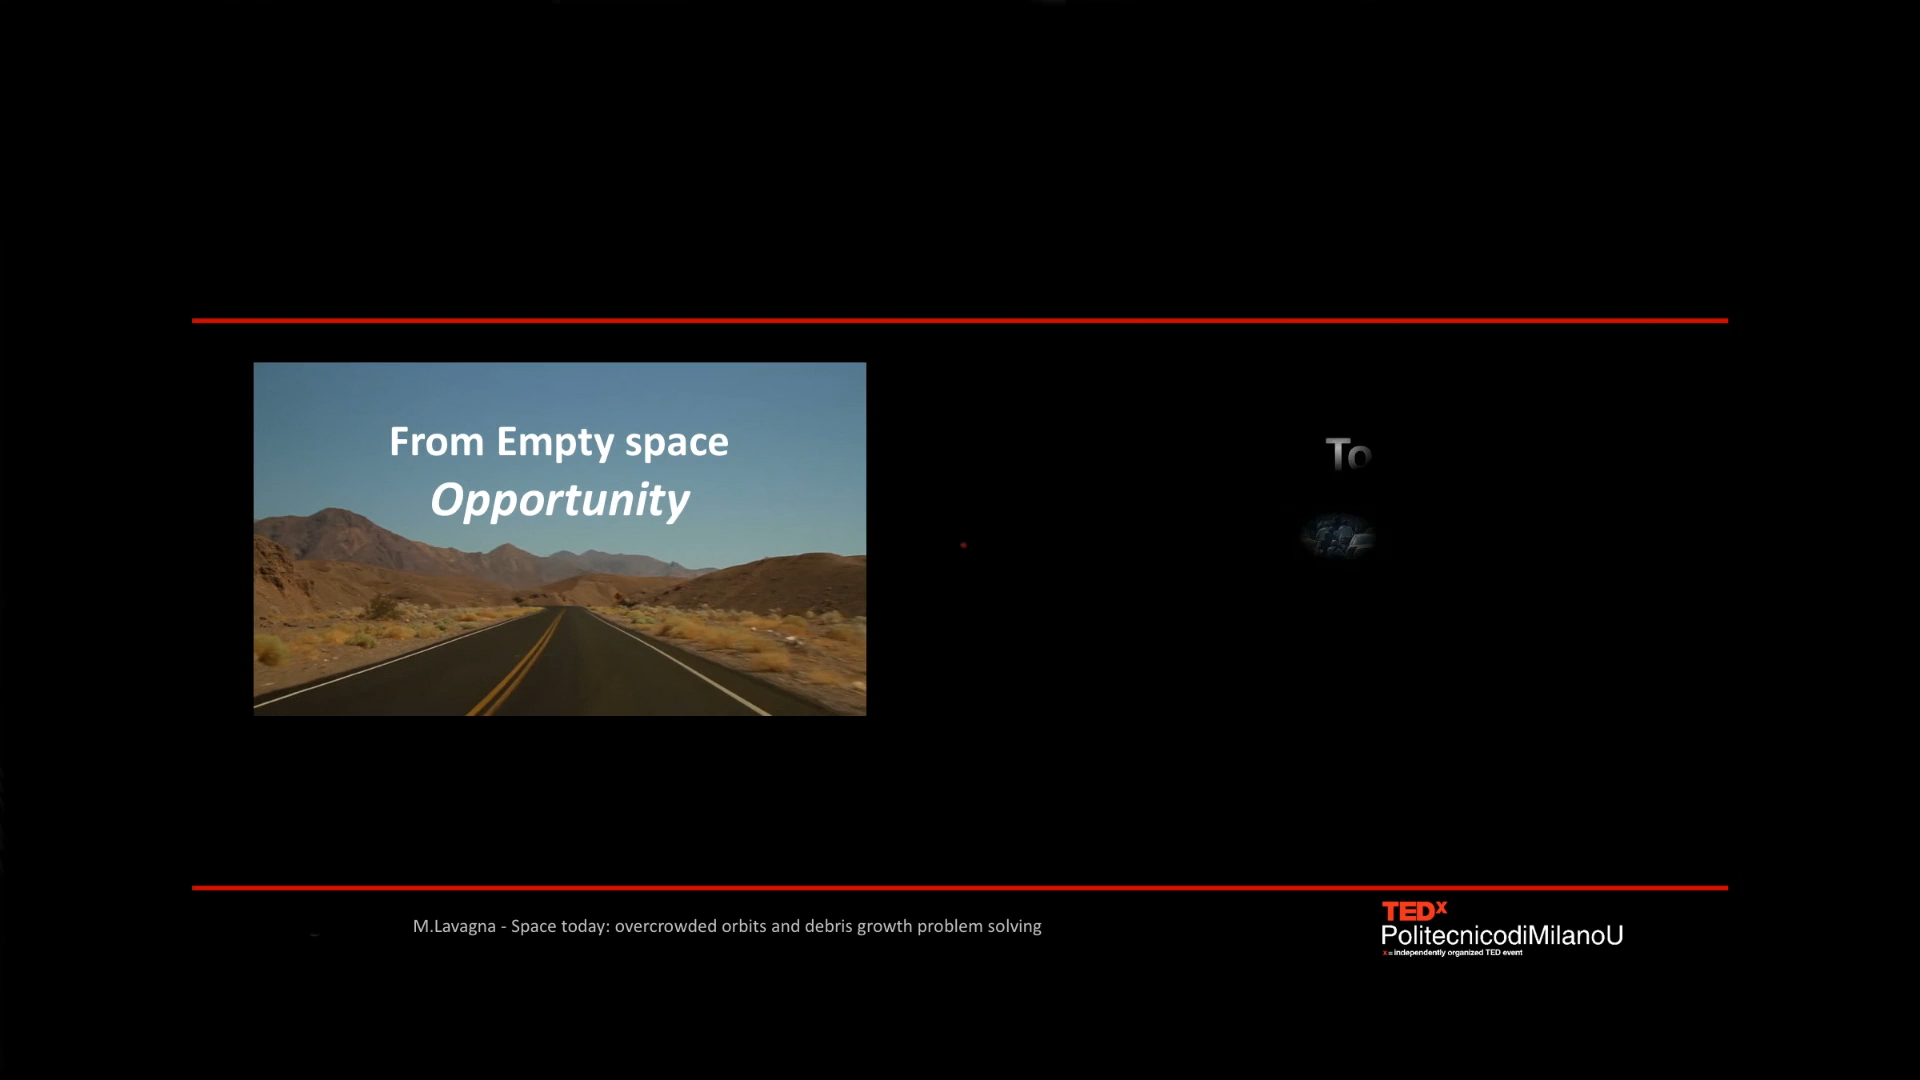 From Empty space
Opportunity
To
M.Lavagna - Space today: overcrowded orbits and debris growth problem solving
TEDx
PolitecnicodiMilanoU
x = independently organized TED event